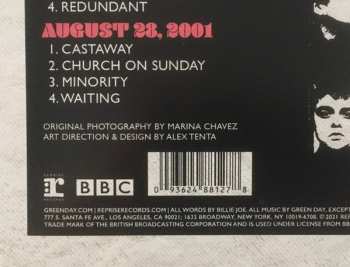 4. REDUNDANT
AUGUST 28, 2001
1. CASTAWAY
2. CHURCH ON SUNDAY
3. MINORITY
4. WAITING
ORIGINAL PHOTOGRAPHY BY MARINA CHAVEZ
ART DIRECTION & DESIGN BY ALEX TENTA
BBC
0 93624 88127 8
GREENDAY.COM | REPRISERECORDS.COM | ALL WORDS BY BILLIE JOE. ALL MUSIC BY GREEN DAY. EXCEPT
777 S. SANTA FE AVE., LOS ANGELES, CA 90021; 1633 BROADWAY, NEW YORK, NY 10019-6708. © 2021 REPRISE
TRADE MARK OF THE BRITISH BROADCASTING CORPORATION AND IS USED UNDER LICENSE FROM